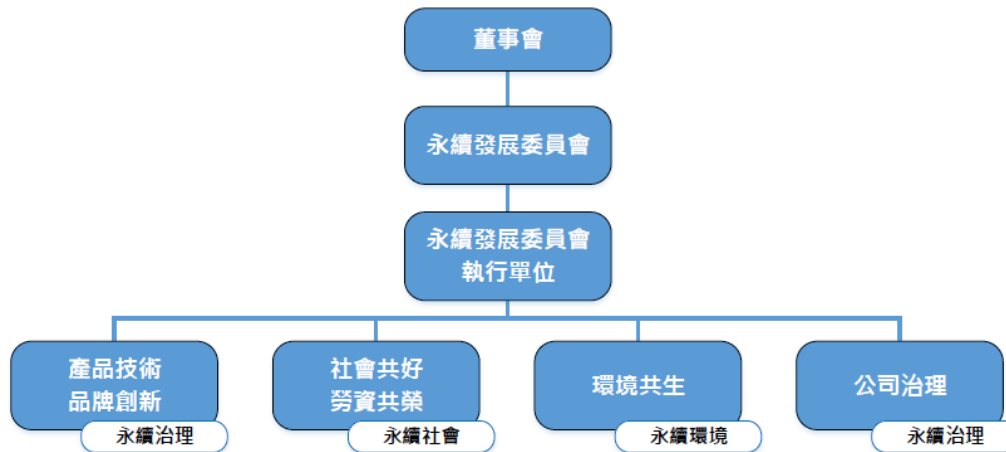 董事會
永續發展委員會
永續發展委員會
執行單位
產品技術
品牌創新
永續治理
社會共好
勞資共榮
永續社會
環境共生
永續環境
公司治理
永續治理